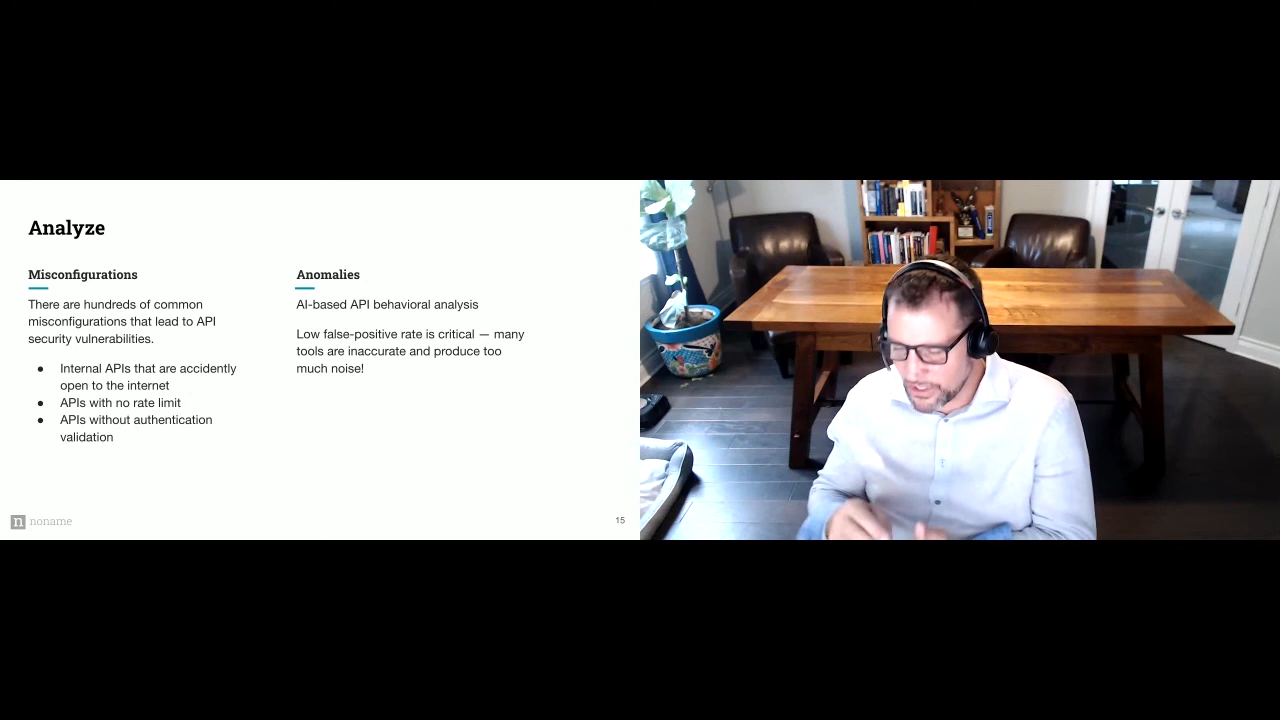 Analyze
Misconfigurations
There are hundreds of common
misconfigurations that lead to API
security vulnerabilities.
● Internal APIs that are accidently
open to the internet
● APIs with no rate limit
● APIs without authentication
validation
Anomalies
AI-based API behavioral analysis
Low false-positive rate is critical — many
tools are inaccurate and produce too
much noise!
n noname
15